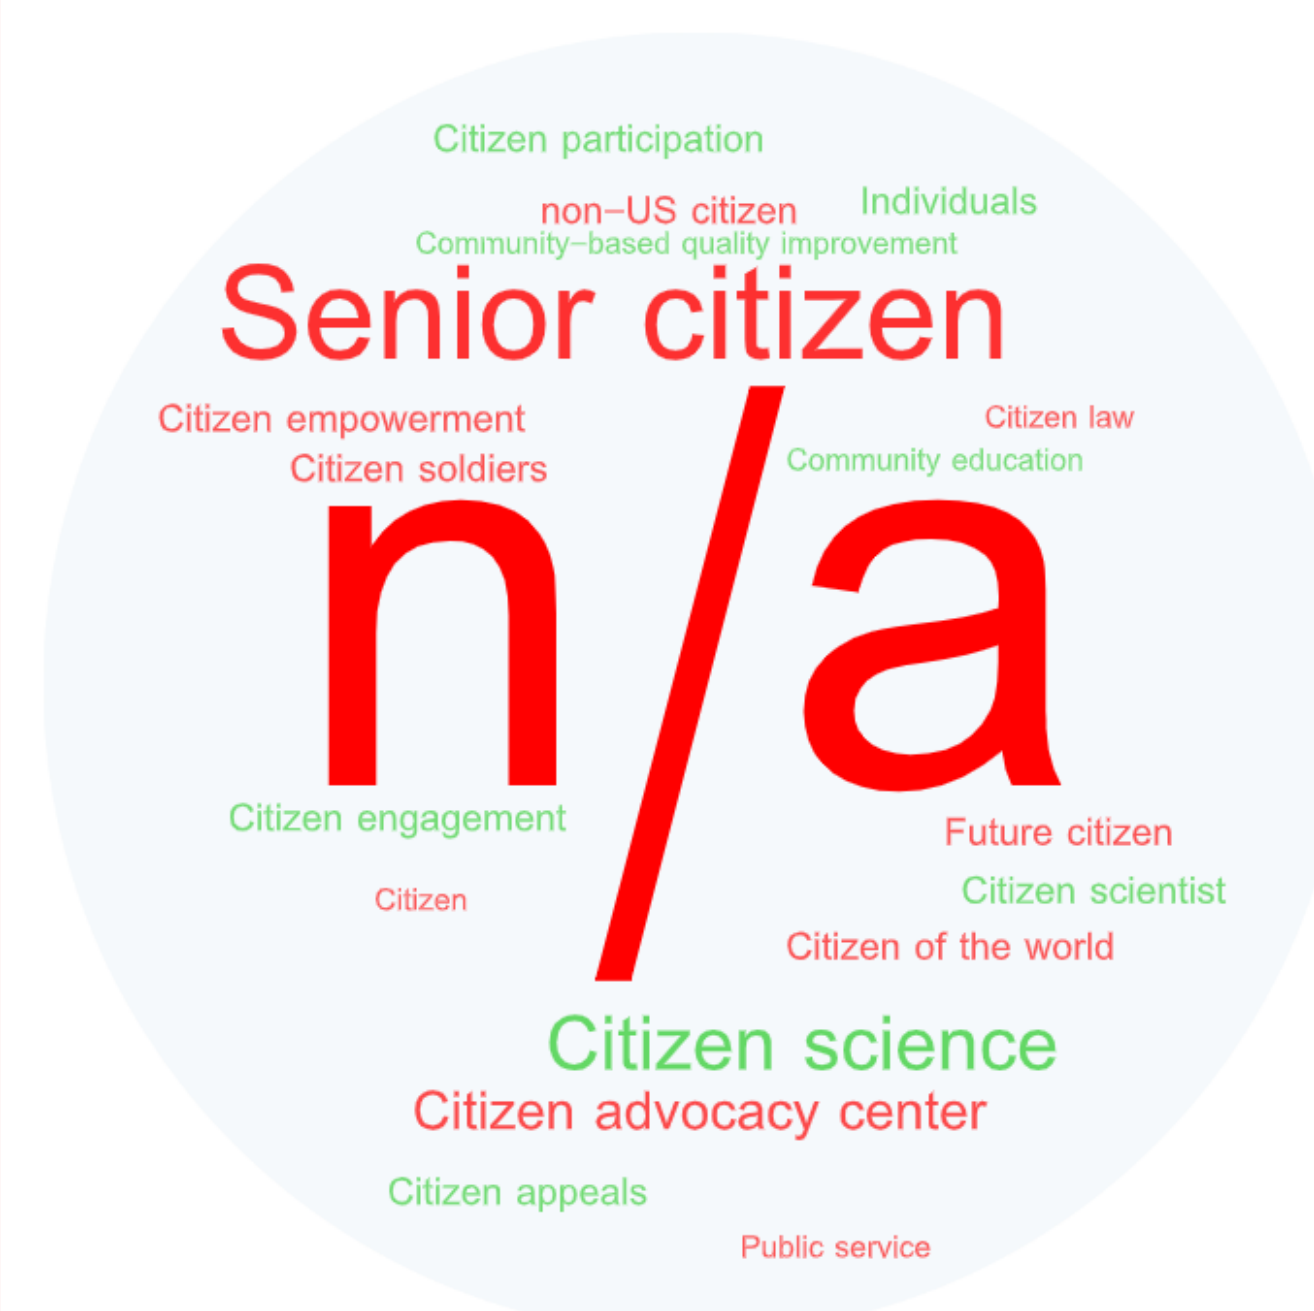 Citizen participation
Individuals
non−US citizen
Community−based quality improvement
Senior citizen
Citizen empowerment
Citizen law
Citizen soldiers
Community education
n/a
Citizen engagement
Future citizen
Citizen scientist
Citizen
Citizen of the world
Citizen science
Citizen advocacy center
Citizen appeals
Public service